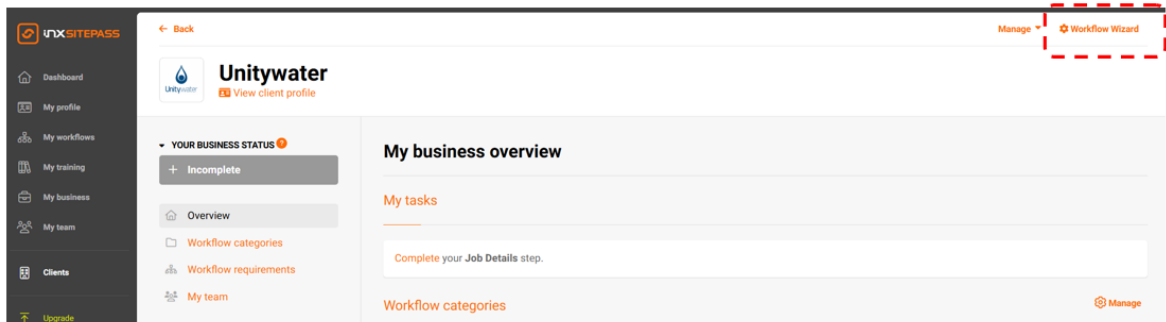 inxSITEPASS
Dashboard
My profile
My workflows
My training
My business
My team
Clients
Upgrade
← Back
Manage
Workflow Wizard
Unitywater
Unitywater
View client profile
YOUR BUSINESS STATUS ?
+ Incomplete
Overview
Workflow categories
Workflow requirements
My team
My business overview
My tasks
Complete your Job Details step.
Workflow categories
Manage